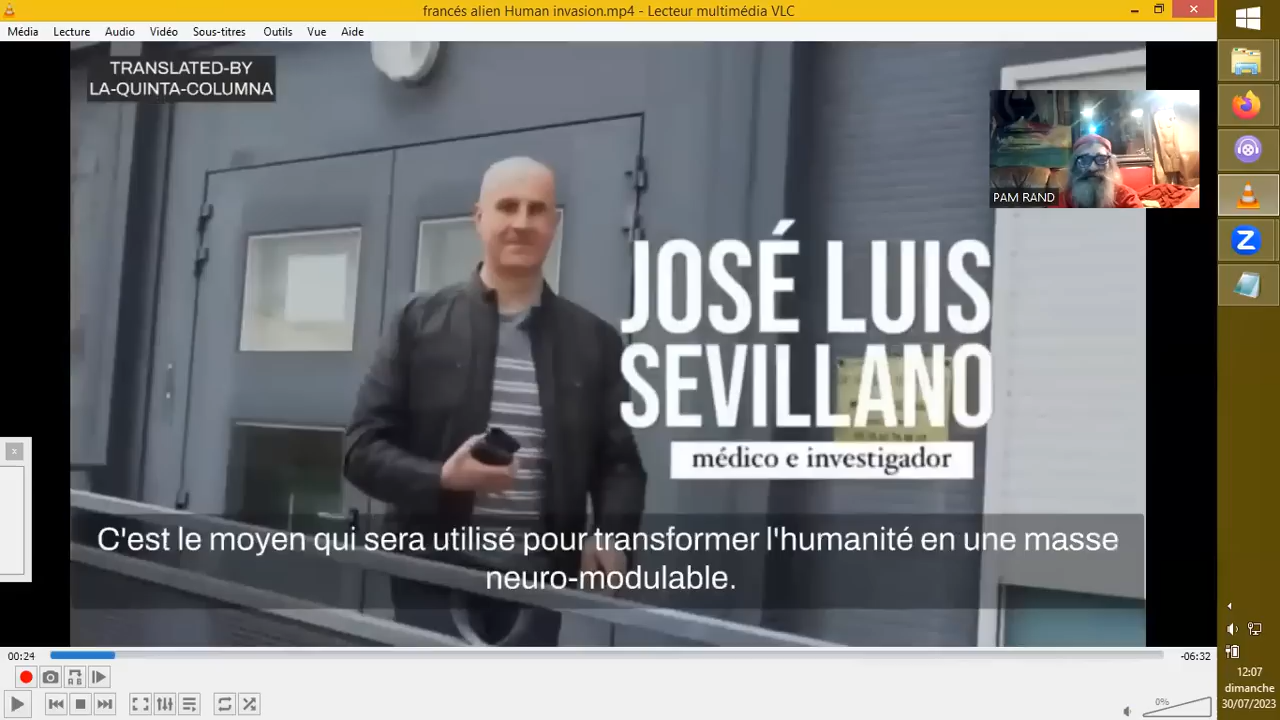 francés alien Human invasion.mp4 - Lecteur multimédia VLC
Média Lecture Audio Vidéo Sous-titres Outils Vue Aide
TRANSLATED-BY
LA-QUINTA-COLUMNA
PAM RAND
JOSÉ LUIS
SEVILLANO
médico e investigador
C'est le moyen qui sera utilisé pour transformer l'humanité en une masse
neuro-modulable.
00:24
-06:32
0%
12:07
dimanche
30/07/2023